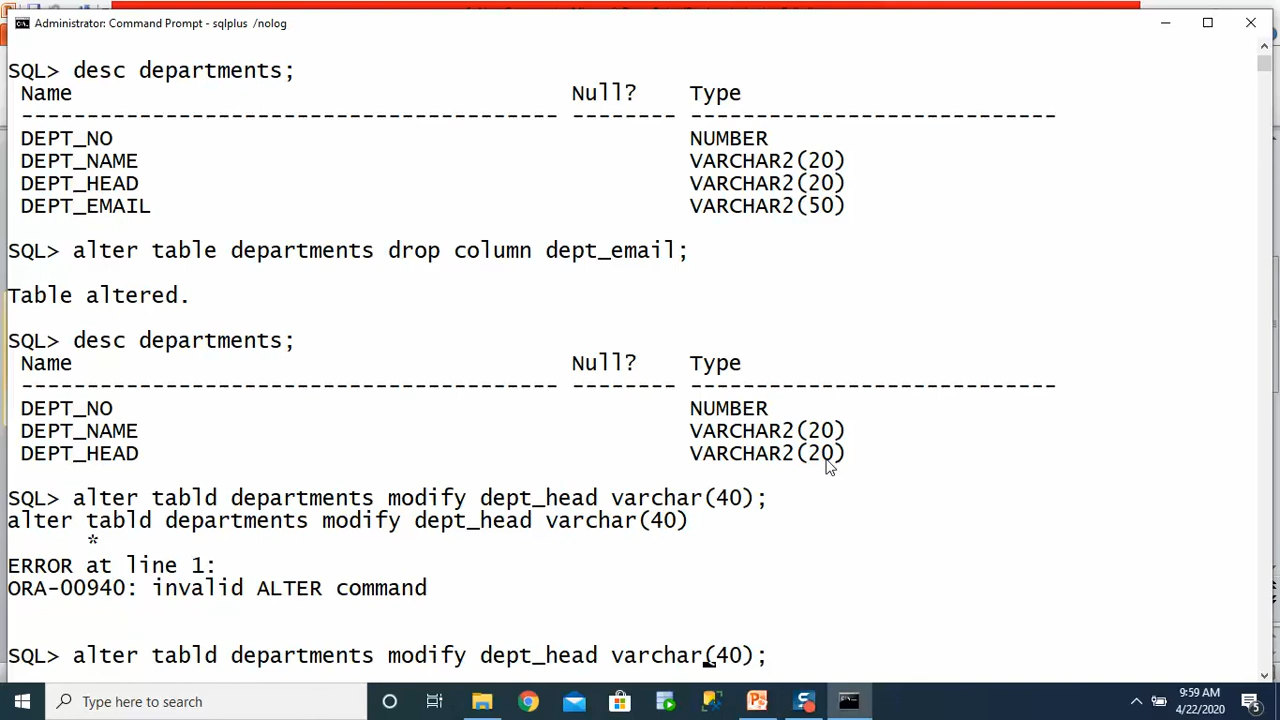 Administrator: Command Prompt - sqlplus /nolog
SQL> desc departments;
Name Null? Type
----------------------------------------- -------- ----------------------------
DEPT_NO NUMBER
DEPT_NAME VARCHAR2(20)
DEPT_HEAD VARCHAR2(20)
DEPT_EMAIL VARCHAR2(50)
SQL> alter table departments drop column dept_email;
Table altered.
SQL> desc departments;
Name Null? Type
----------------------------------------- -------- ----------------------------
DEPT_NO NUMBER
DEPT_NAME VARCHAR2(20)
DEPT_HEAD VARCHAR2(20)
SQL> alter tabld departments modify dept_head varchar(40);
alter tabld departments modify dept_head varchar(40)
*
ERROR at line 1:
ORA-00940: invalid ALTER command
SQL> alter tabld departments modify dept_head varchar(40);
Type here to search
9:59 AM
4/22/2020
5